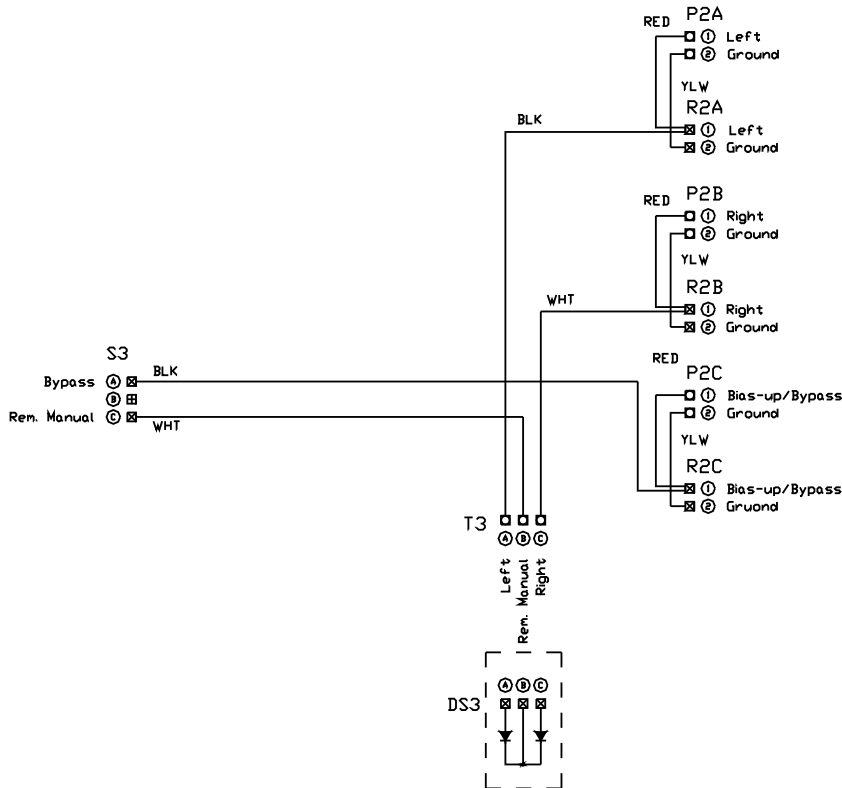 P2A
RED
1 Left
2 Ground
YLW
R2A
BLK
1 Left
2 Ground
P2B
RED
1 Right
2 Ground
YLW
R2B
WHT
1 Right
2 Ground
S3
RED
P2C
Bypass A
BLK
B
1 Bias-up/Bypass
2 Ground
Rem. Manual C
WHT
YLW
R2C
1 Bias-up/Bypass
2 Gruond
T3
A B C
Left
Rem. Manual
Right
A B C
DS3